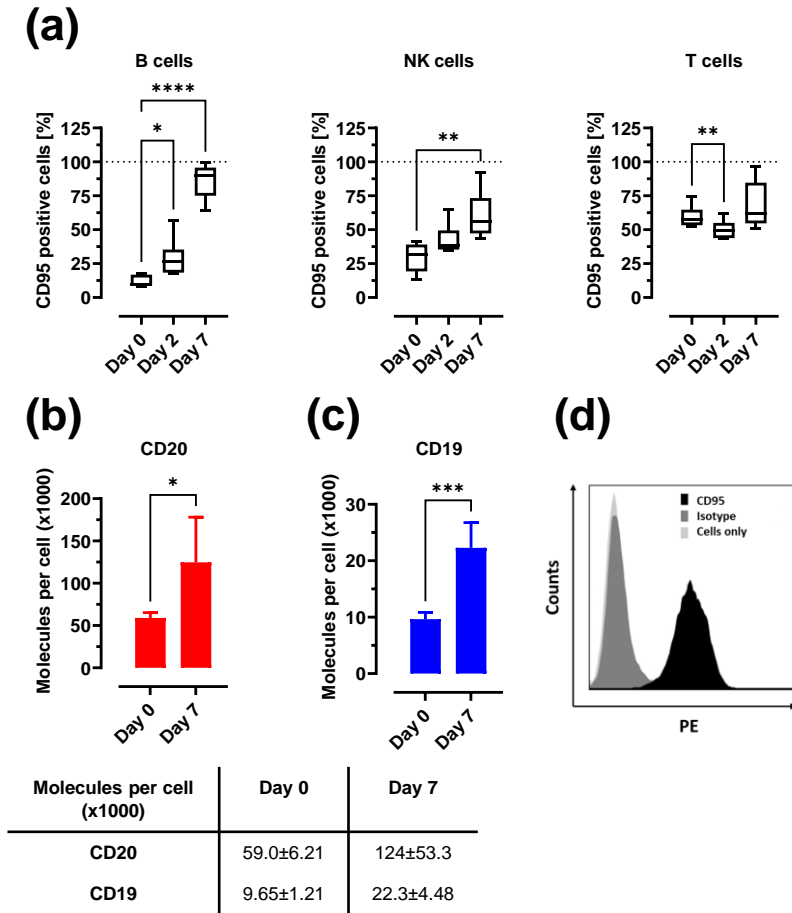 (a)
B cells
CD95 positive cells [%]
125
100
75
50
25
0
*
****
Day 0
Day 2
Day 7
NK cells
CD95 positive cells [%]
125
100
75
50
25
0
**
Day 0
Day 2
Day 7
T cells
CD95 positive cells [%]
125
100
75
50
25
0
**
Day 0
Day 2
Day 7
(b)
CD20
Molecules per cell (x1000)
200
150
100
50
0
*
Day 0
Day 7
(c)
CD19
Molecules per cell (x1000)
30
20
10
0
***
Day 0
Day 7
(d)
CD95
Isotype
Cells only
Counts
PE
Molecules per cell
(x1000)
Day 0
Day 7
CD20
59.0±6.21
124±53.3
CD19
9.65±1.21
22.3±4.48